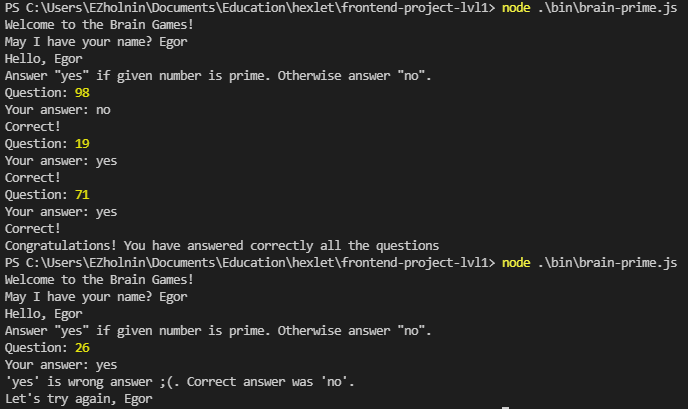 PS C:\Users\EZholnin\Documents\Education\hexlet\frontend-project-lvl1> node .\bin\brain-prime.js
Welcome to the Brain Games!
May I have your name? Egor
Hello, Egor
Answer "yes" if given number is prime. Otherwise answer "no".
Question: 98
Your answer: no
Correct!
Question: 19
Your answer: yes
Correct!
Question: 71
Your answer: yes
Correct!
Congratulations! You have answered correctly all the questions
PS C:\Users\EZholnin\Documents\Education\hexlet\frontend-project-lvl1> node .\bin\brain-prime.js
Welcome to the Brain Games!
May I have your name? Egor
Hello, Egor
Answer "yes" if given number is prime. Otherwise answer "no".
Question: 26
Your answer: yes
'yes' is wrong answer ;(. Correct answer was 'no'.
Let's try again, Egor